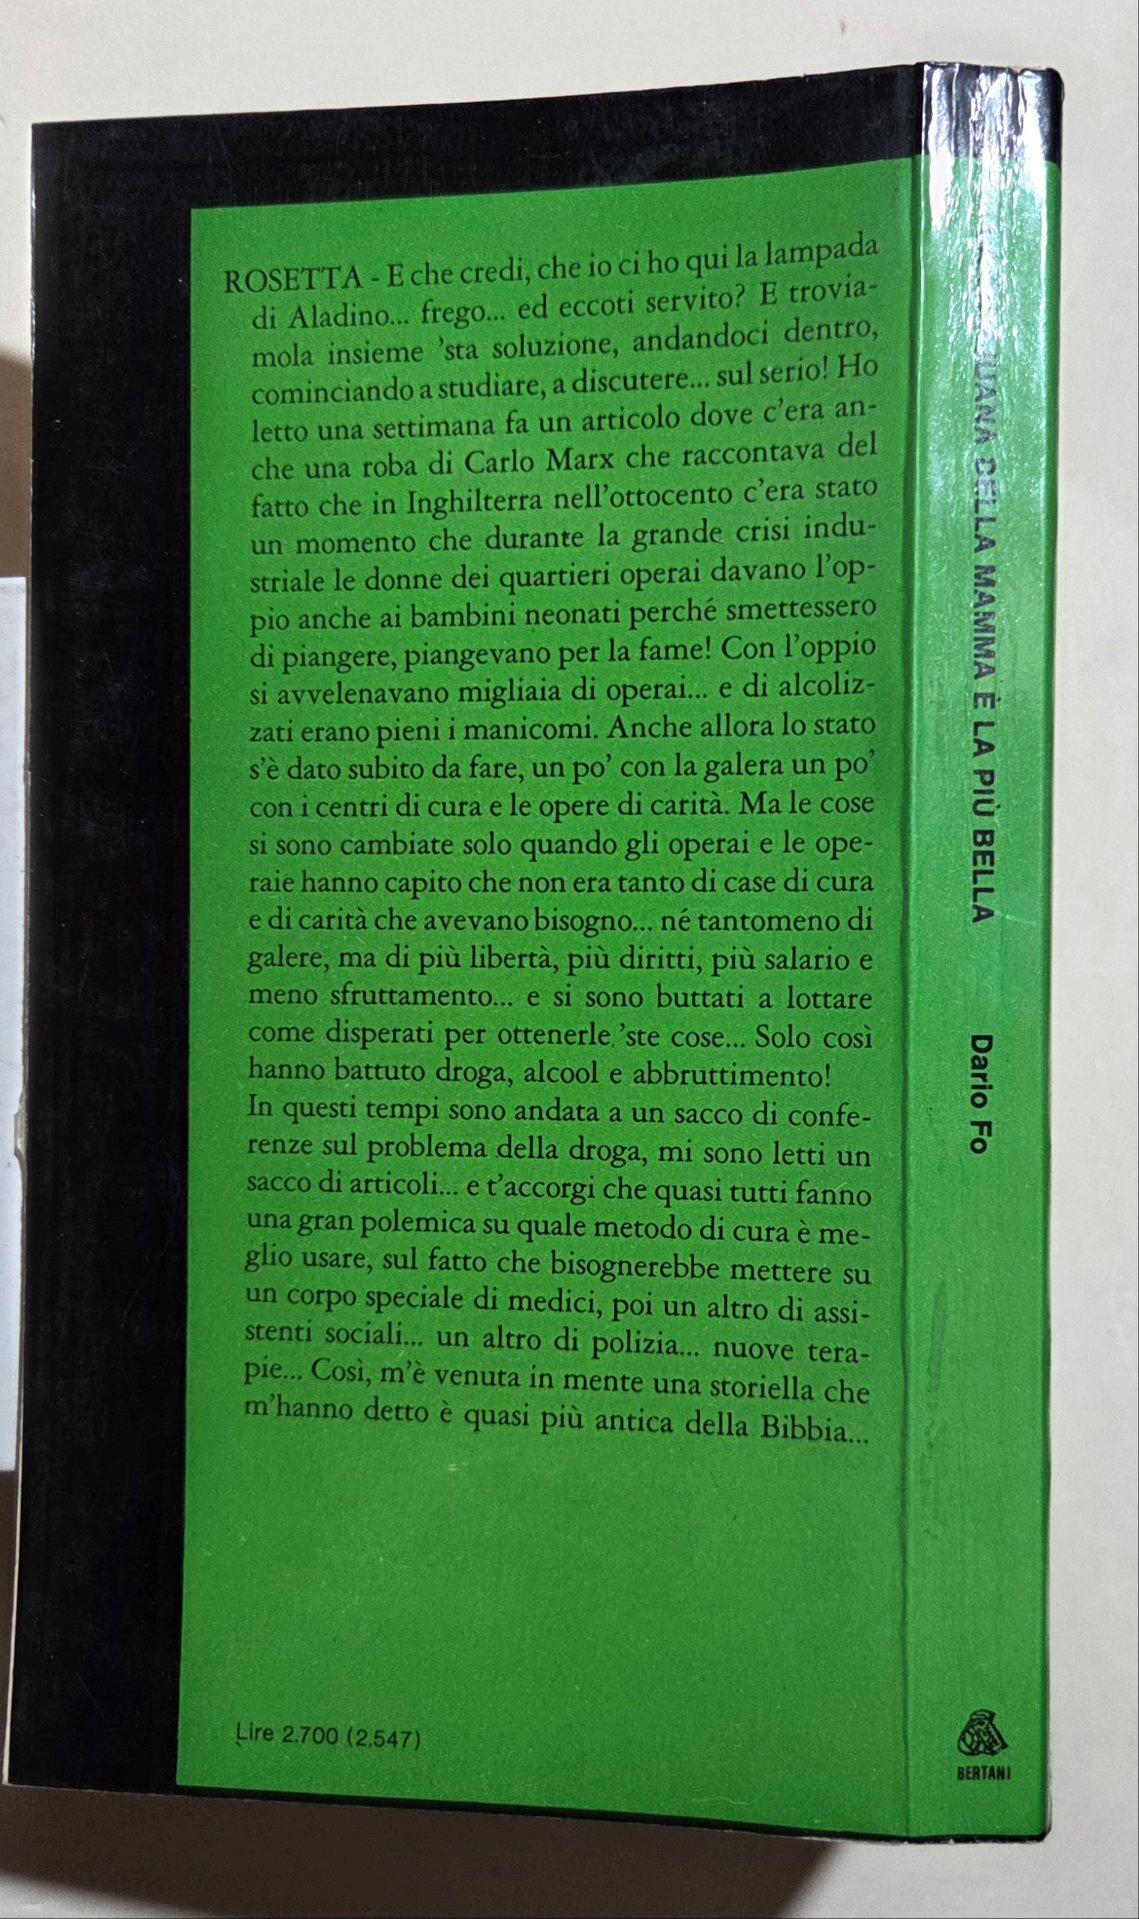 ROSETTA - E che credi, che io ci ho qui la lampada
di Aladino... frego... ed eccoti servito? E trovia-
mola insieme ’sta soluzione, andandoci dentro,
cominciando a studiare, a discutere... sul serio! Ho
letto una settimana fa un articolo dove c’era an-
che una roba di Carlo Marx che raccontava del
fatto che in Inghilterra nell’ottocento c’era stato
un momento che durante la grande crisi indu-
striale le donne dei quartieri operai davano l’op-
pio anche ai bambini neonati perché smettessero
di piangere, piangevano per la fame! Con l’oppio
si avvelenavano migliaia di operai... e di alcoliz-
zati erano pieni i manicomi. Anche allora lo stato
s’è dato subito da fare, un po’ con la galera un po’
con i centri di cura e le opere di carità. Ma le cose
si sono cambiate solo quando gli operai e le ope-
raie hanno capito che non era tanto di case di cura
e di carità che avevano bisogno... né tantomeno di
galere, ma di più libertà, più diritti, più salario e
meno sfruttamento... e si sono buttati a lottare
come disperati per ottenerle ’ste cose... Solo così
hanno battuto droga, alcool e abbruttimento!
In questi tempi sono andata a un sacco di confe-
renze sul problema della droga, mi sono letti un
sacco di articoli... e t’accorgi che quasi tutti fanno
una gran polemica su quale metodo di cura è me-
glio usare, sul fatto che bisognerebbe mettere su
un corpo speciale di medici, poi un altro di assi-
stenti sociali... un altro di polizia... nuove tera-
pie... Così, m’è venuta in mente una storiella che
m’hanno detto è quasi più antica della Bibbia...
Lire 2.700 (2.547)
DELLA MAMMA È LA PIÙ BELLA
Dario Fo
BERTANI